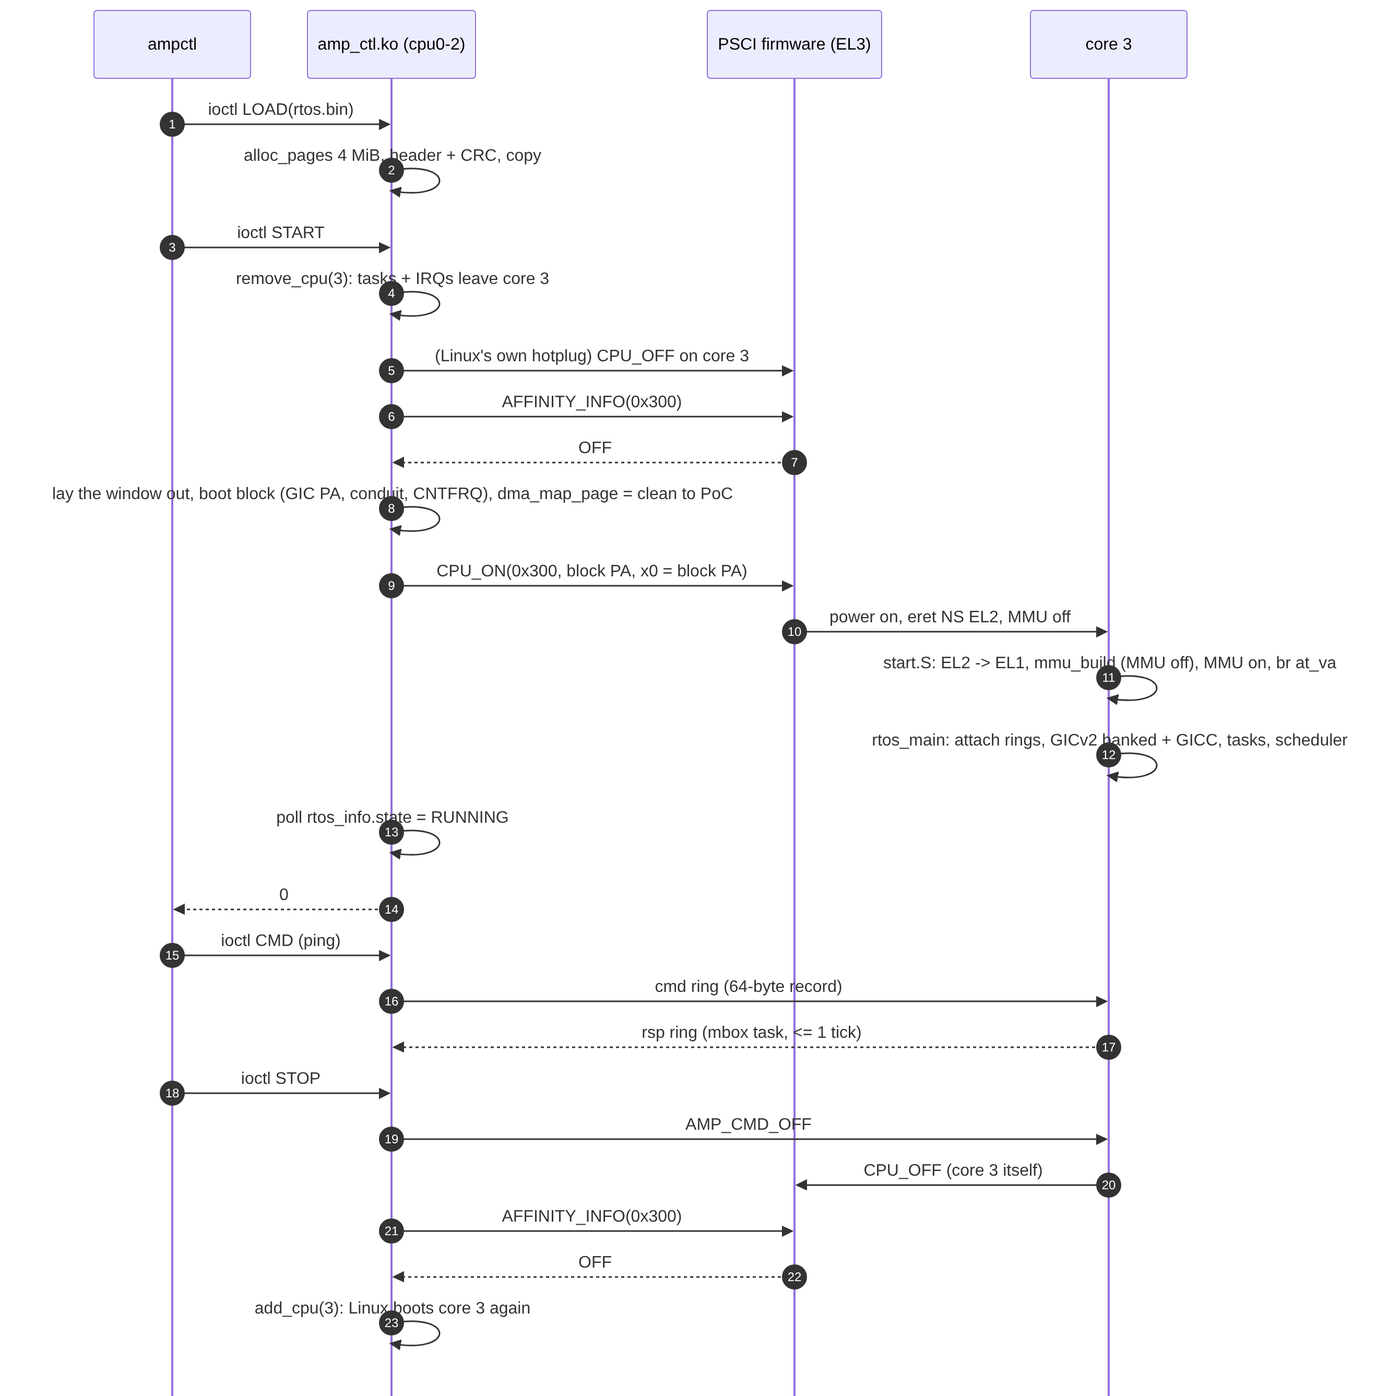 ampctl
amp_ctl.ko (cpu0-2)
PSCI firmware (EL3)
core 3
ioctl LOAD(rtos.bin)
1
alloc_pages 4 MiB, header + CRC, copy
2
ioctl START
3
remove_cpu(3): tasks + IRQs leave core 3
4
(Linux's own hotplug) CPU_OFF on core 3
5
AFFINITY_INFO(0x300)
6
OFF
7
lay the window out, boot block (GIC PA, conduit, CNTFRQ), dma_map_page = clean to PoC
8
CPU_ON(0x300, block PA, x0 = block PA)
9
power on, eret NS EL2, MMU off
10
start.S: EL2 -> EL1, mmu_build (MMU off), MMU on, br at_va
11
rtos_main: attach rings, GICv2 banked + GICC, tasks, scheduler
12
poll rtos_info.state = RUNNING
13
0
14
ioctl CMD (ping)
15
cmd ring (64-byte record)
16
rsp ring (mbox task, <= 1 tick)
17
ioctl STOP
18
AMP_CMD_OFF
19
CPU_OFF (core 3 itself)
20
AFFINITY_INFO(0x300)
21
OFF
22
add_cpu(3): Linux boots core 3 again
23